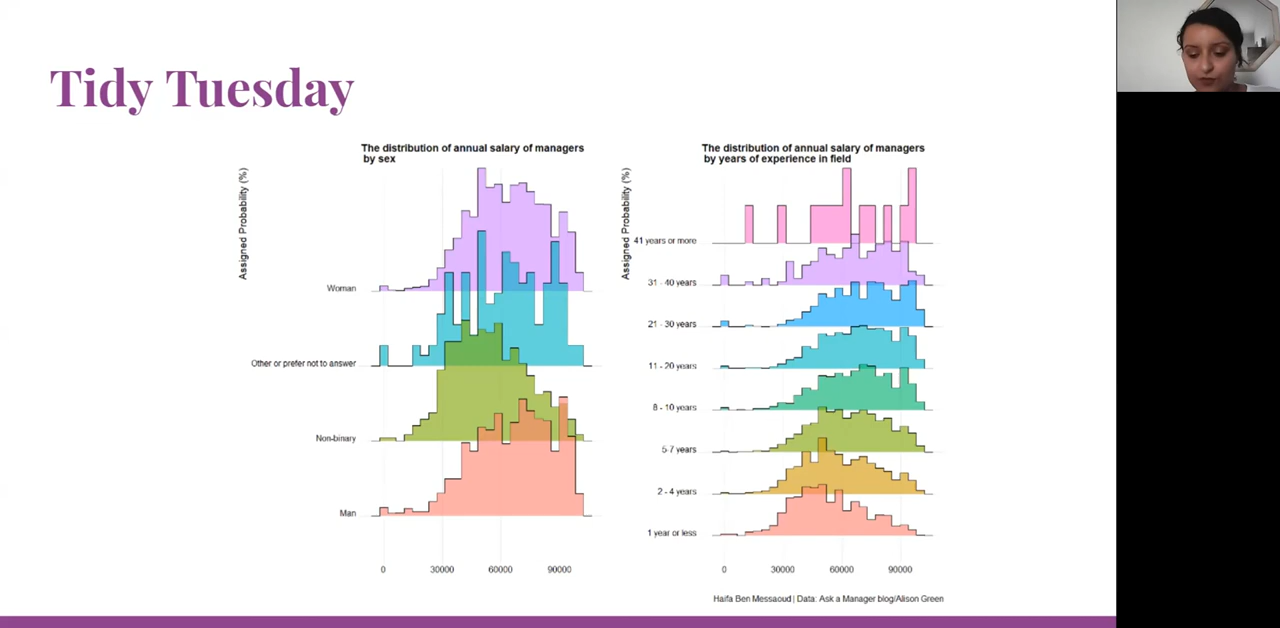 Tidy Tuesday
The distribution of annual salary of managers
by sex
Assigned Probability (%)
Woman
Other or prefer not to answer
Non-binary
Man
0 30000 60000 90000
The distribution of annual salary of managers
by years of experience in field
Assigned Probability (%)
41 years or more
31 - 40 years
21 - 30 years
11 - 20 years
8 - 10 years
5-7 years
2 - 4 years
1 year or less
0 30000 60000 90000
Haifa Ben Messaoud | Data: Ask a Manager blog/Alison Green